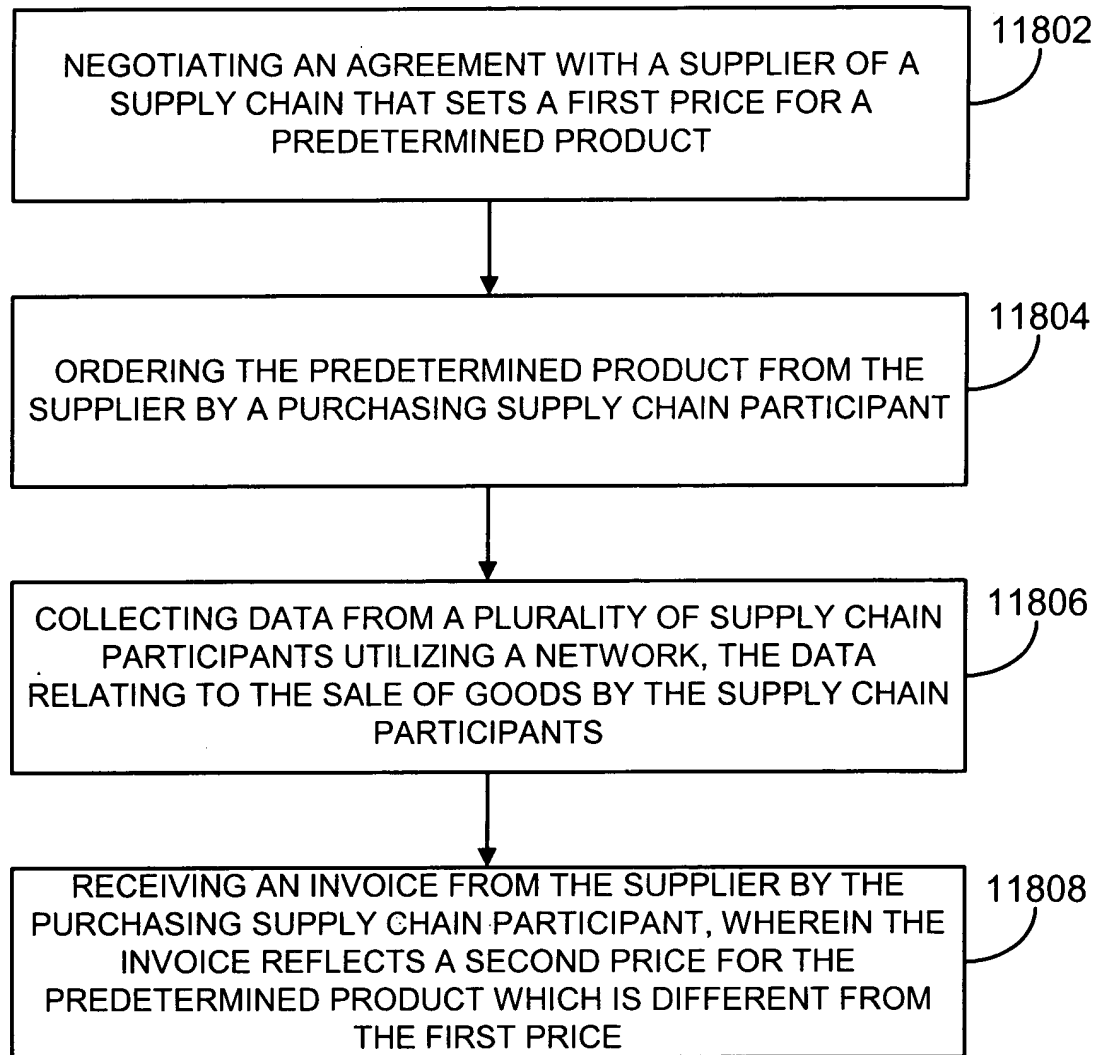 11802
NEGOTIATING AN AGREEMENT WITH A SUPPLIER OF A
SUPPLY CHAIN THAT SETS A FIRST PRICE FOR A
PREDETERMINED PRODUCT
11804
ORDERING THE PREDETERMINED PRODUCT FROM THE
SUPPLIER BY A PURCHASING SUPPLY CHAIN PARTICIPANT
11806
COLLECTING DATA FROM A PLURALITY OF SUPPLY CHAIN
PARTICIPANTS UTILIZING A NETWORK, THE DATA
RELATING TO THE SALE OF GOODS BY THE SUPPLY CHAIN
PARTICIPANTS
11808
RECEIVING AN INVOICE FROM THE SUPPLIER BY THE
PURCHASING SUPPLY CHAIN PARTICIPANT, WHEREIN THE
INVOICE REFLECTS A SECOND PRICE FOR THE
PREDETERMINED PRODUCT WHICH IS DIFFERENT FROM
THE FIRST PRICE